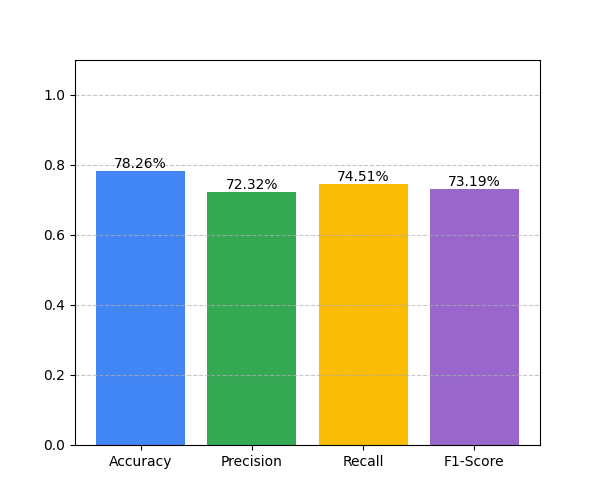 1.0
0.8
0.6
0.4
0.2
0.0
78.26%
72.32%
74.51%
73.19%
Accuracy
Precision
Recall
F1-Score